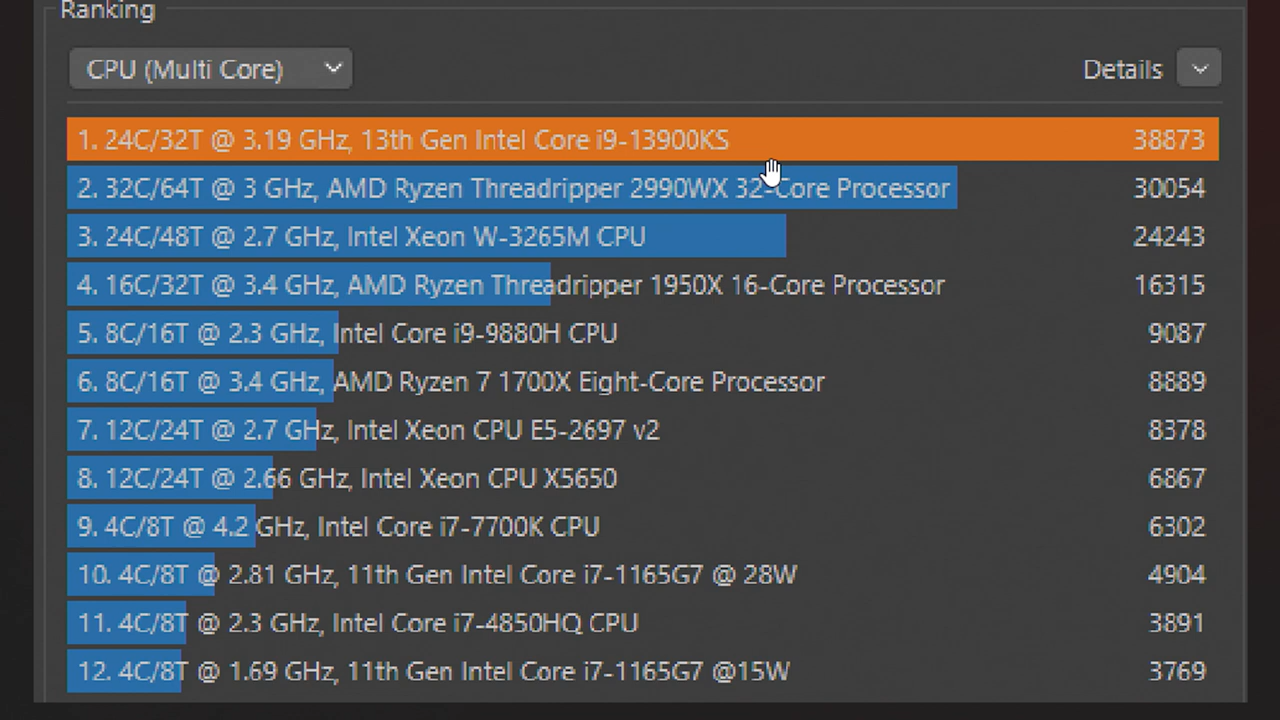 Ranking
CPU (Multi Core) Details
1. 24C/32T @ 3.19 GHz, 13th Gen Intel Core i9-13900KS 38873
2. 32C/64T @ 3 GHz, AMD Ryzen Threadripper 2990WX 32-Core Processor 30054
3. 24C/48T @ 2.7 GHz, Intel Xeon W-3265M CPU 24243
4. 16C/32T @ 3.4 GHz, AMD Ryzen Threadripper 1950X 16-Core Processor 16315
5. 8C/16T @ 2.3 GHz, Intel Core i9-9880H CPU 9087
6. 8C/16T @ 3.4 GHz, AMD Ryzen 7 1700X Eight-Core Processor 8889
7. 12C/24T @ 2.7 GHz, Intel Xeon CPU E5-2697 v2 8378
8. 12C/24T @ 2.66 GHz, Intel Xeon CPU X5650 6867
9. 4C/8T @ 4.2 GHz, Intel Core i7-7700K CPU 6302
10. 4C/8T @ 2.81 GHz, 11th Gen Intel Core i7-1165G7 @ 28W 4904
11. 4C/8T @ 2.3 GHz, Intel Core i7-4850HQ CPU 3891
12. 4C/8T @ 1.69 GHz, 11th Gen Intel Core i7-1165G7 @15W 3769